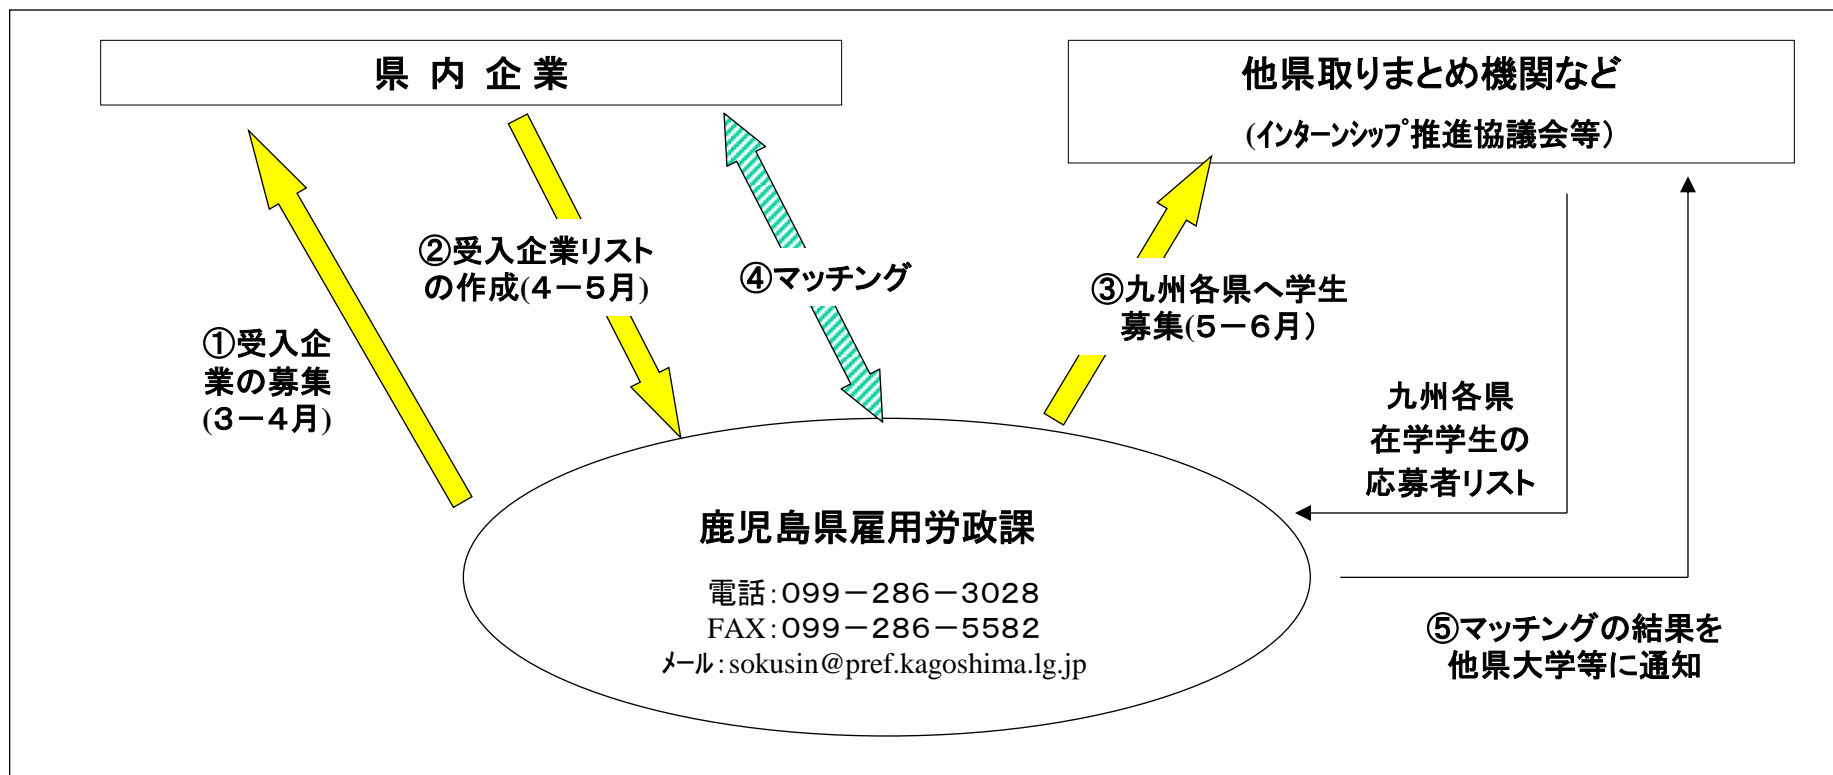 県 内 企 業
他県取りまとめ機関など
(ｲﾝﾀｰﾝｼｯﾌﾟ推進協議会等)
②受入企業リスト
の作成(４－５月)
④マッチング
③九州各県へ学生
募集(５－６月)
①受入企
業の募集
(３－４月)
九州各県
在学学生の
応募者リスト
鹿児島県雇用労政課
電話：０９９－２８６－３０２８
FAX：０９９－２８６－５５８２
ﾒｰﾙ：sokusin@pref.kagoshima.lg.jp
⑤マッチングの結果を
他県大学等に通知